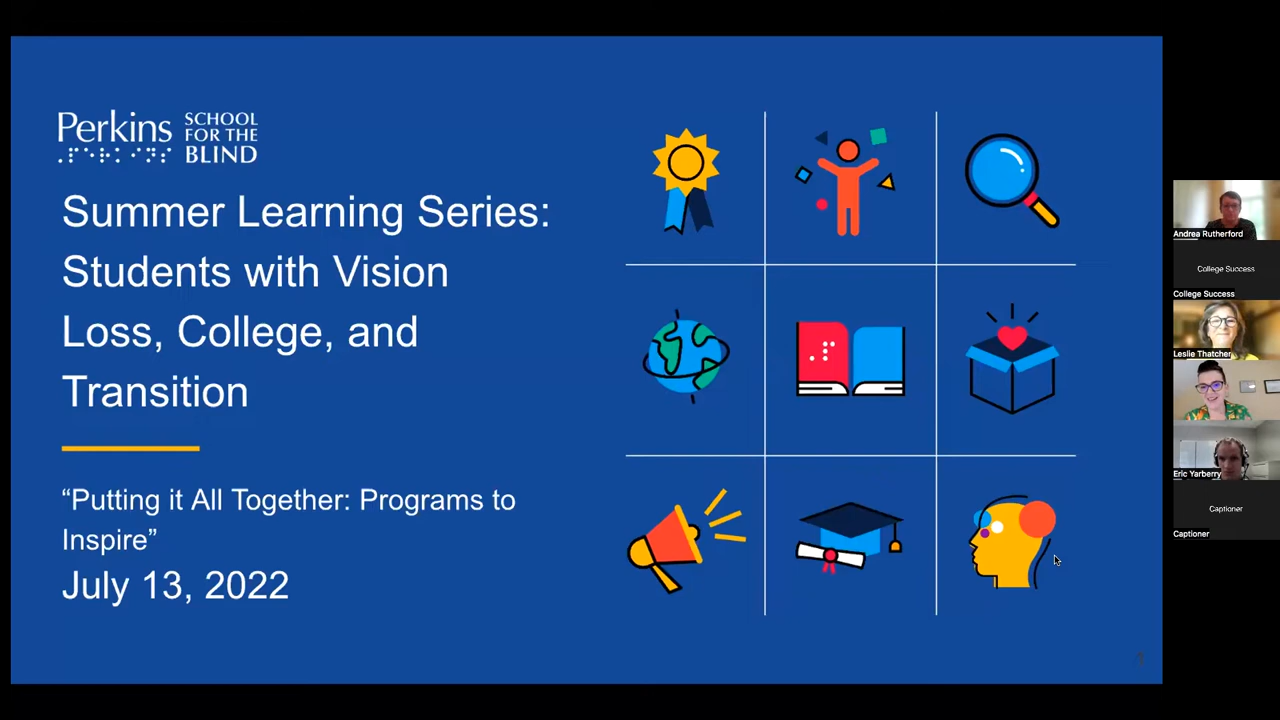 Perkins
SCHOOL
FOR THE
BLIND
⠠⠏⠑⠗⠅⠊⠝⠎
Summer Learning Series:
Students with Vision
Loss, College, and
Transition
“Putting it All Together: Programs to
Inspire”
July 13, 2022
Andrea Rutherford
College Success
College Success
Leslie Thatcher
Eric Yarberry
Captioner
Captioner